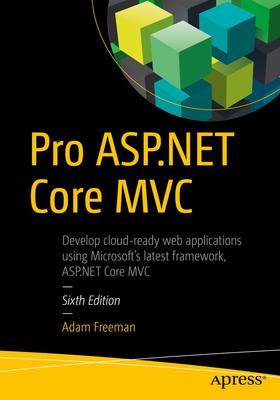 Pro ASP.NET
Core MVC
Develop cloud-ready web applications
using Microsoft's latest framework,
ASP.NET Core MVC
—
Sixth Edition
—
Adam Freeman
Apress®